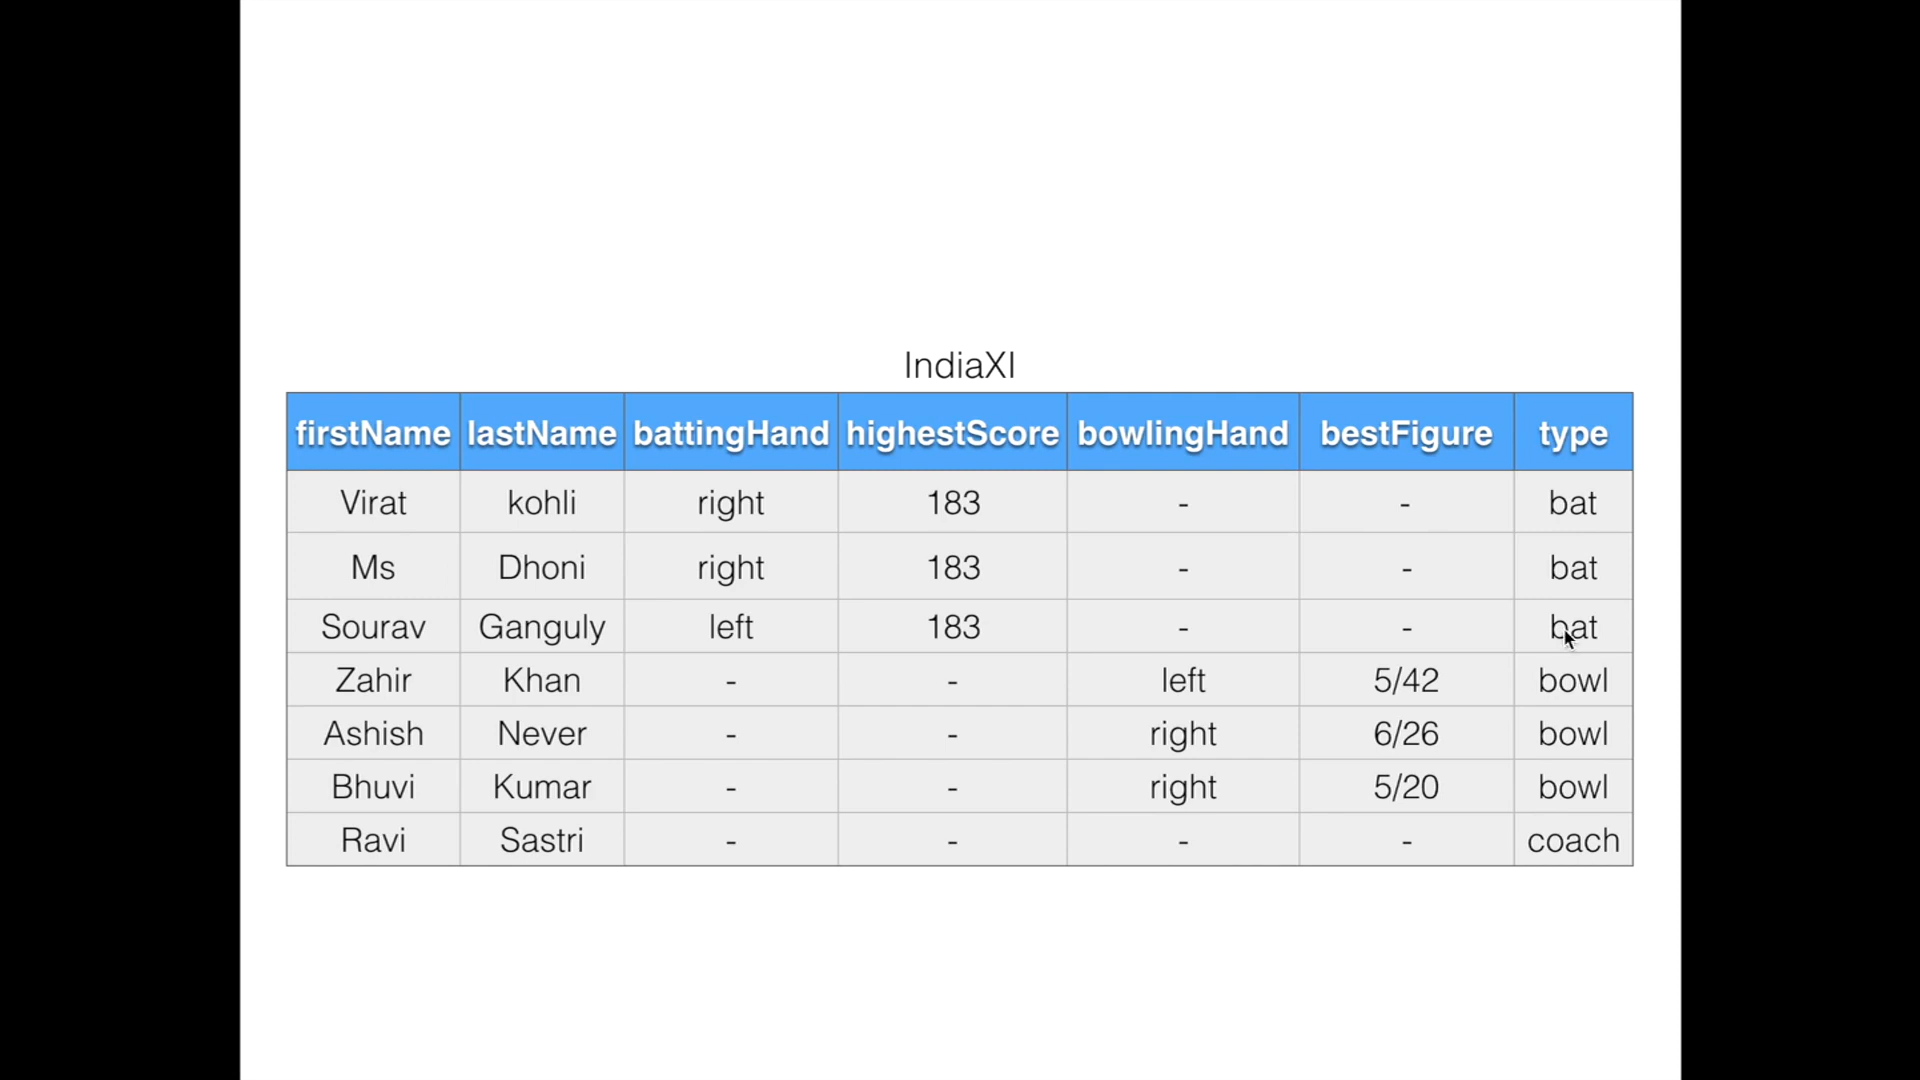 IndiaXI
firstName lastName battingHand highestScore bowlingHand bestFigure type
Virat kohli right 183 - - bat
Ms Dhoni right 183 - - bat
Sourav Ganguly left 183 - - bat
Zahir Khan - - left 5/42 bowl
Ashish Never - - right 6/26 bowl
Bhuvi Kumar - - right 5/20 bowl
Ravi Sastri - - - - coach